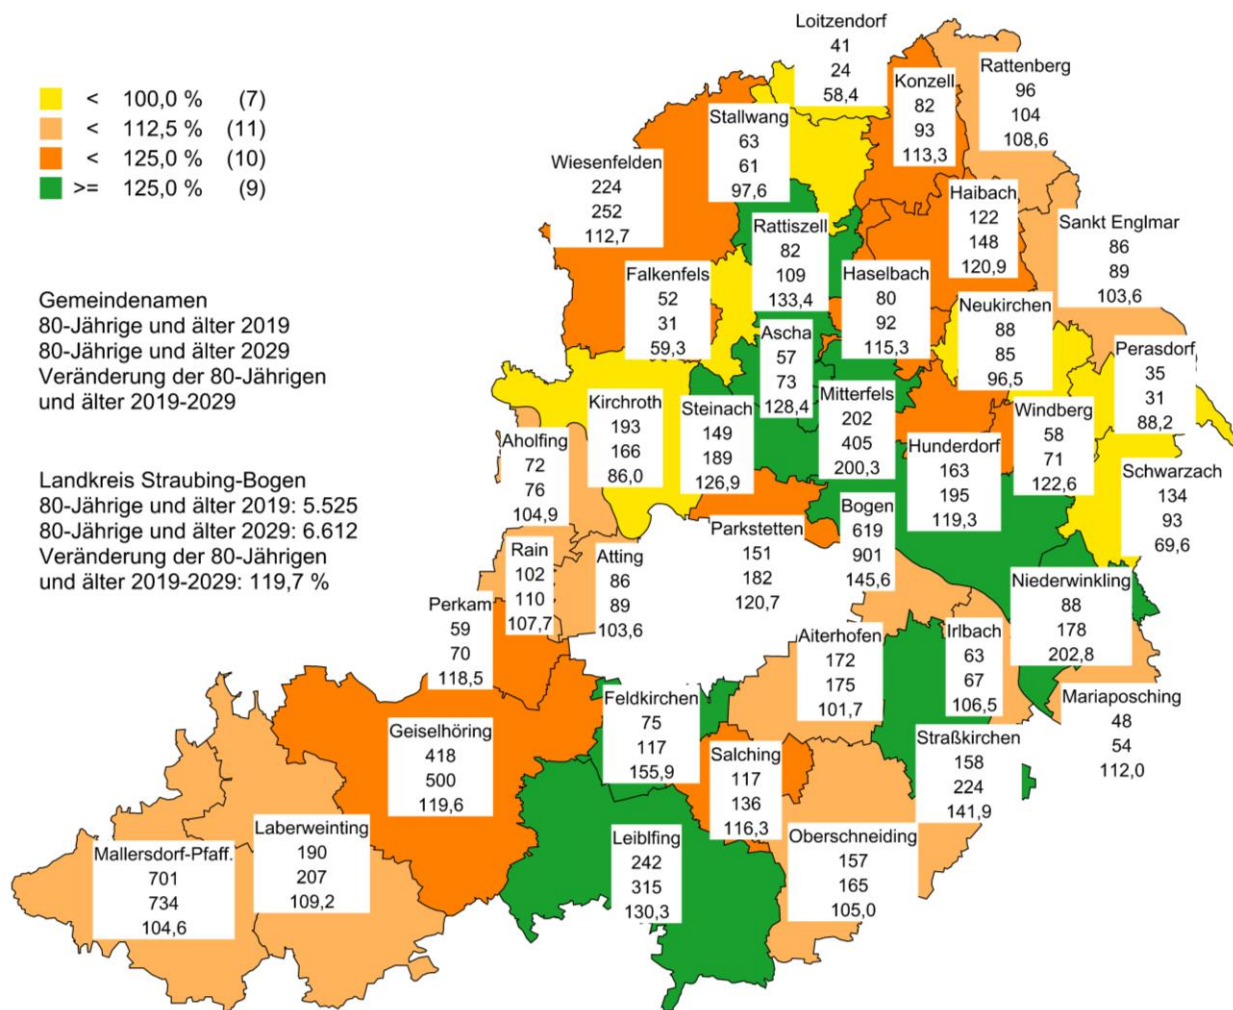 < 100,0 % (7)
< 112,5 % (11)
< 125,0 % (10)
>= 125,0 % (9)
Gemeindenamen
80-Jährige und älter 2019
80-Jährige und älter 2029
Veränderung der 80-Jährigen
und älter 2019-2029
Landkreis Straubing-Bogen
80-Jährige und älter 2019: 5.525
80-Jährige und älter 2029: 6.612
Veränderung der 80-Jährigen
und älter 2019-2029: 119,7 %
Loitzendorf
41
24
58,4
Konzell
82
93
113,3
Rattenberg
96
104
108,6
Stallwang
63
61
97,6
Wiesenfelden
224
252
112,7
Haibach
122
148
120,9
Sankt Englmar
86
89
103,6
Rattiszell
82
109
133,4
Falkenfels
52
31
59,3
Haselbach
80
92
115,3
Neukirchen
88
85
96,5
Ascha
57
73
128,4
Perasdorf
35
31
88,2
Kirchroth
193
166
86,0
Steinach
149
189
126,9
Mitterfels
202
405
200,3
Windberg
58
71
122,6
Aholfing
72
76
104,9
Hunderdorf
163
195
119,3
Schwarzach
134
93
69,6
Bogen
619
901
145,6
Parkstetten
151
182
120,7
Rain
102
110
107,7
Atting
86
89
103,6
Niederwinkling
88
178
202,8
Perkam
59
70
118,5
Aiterhofen
172
175
101,7
Irlbach
63
67
106,5
Mariaposching
48
54
112,0
Feldkirchen
75
117
155,9
Geiselhöring
418
500
119,6
Straßkirchen
158
224
141,9
Salching
117
136
116,3
Laberweinting
190
207
109,2
Leiblfing
242
315
130,3
Oberschneiding
157
165
105,0
Mallersdorf-Pfaff.
701
734
104,6